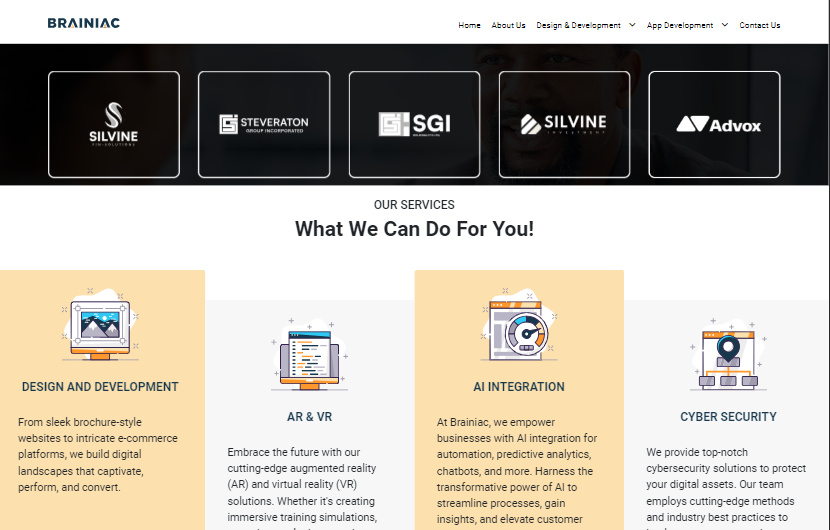 BRAINIAC
Home About Us Design & Development App Development Contact Us
SILVINE
STEVERATON
GROUP INCORPORATED
SGI
SILVINE
INVESTMENT
Advox
OUR SERVICES
What We Can Do For You!
DESIGN AND DEVELOPMENT
From sleek brochure-style
websites to intricate e-commerce
platforms, we build digital
landscapes that captivate,
perform, and convert.
AR & VR
Embrace the future with our
cutting-edge augmented reality
(AR) and virtual reality (VR)
solutions. Whether it's creating
immersive training simulations,
AI INTEGRATION
At Brainiac, we empower
businesses with AI integration for
automation, predictive analytics,
chatbots, and more. Harness the
transformative power of AI to
streamline processes, gain
insights, and elevate customer
CYBER SECURITY
We provide top-notch
cybersecurity solutions to protect
your digital assets. Our team
employs cutting-edge methods
and industry best practices to